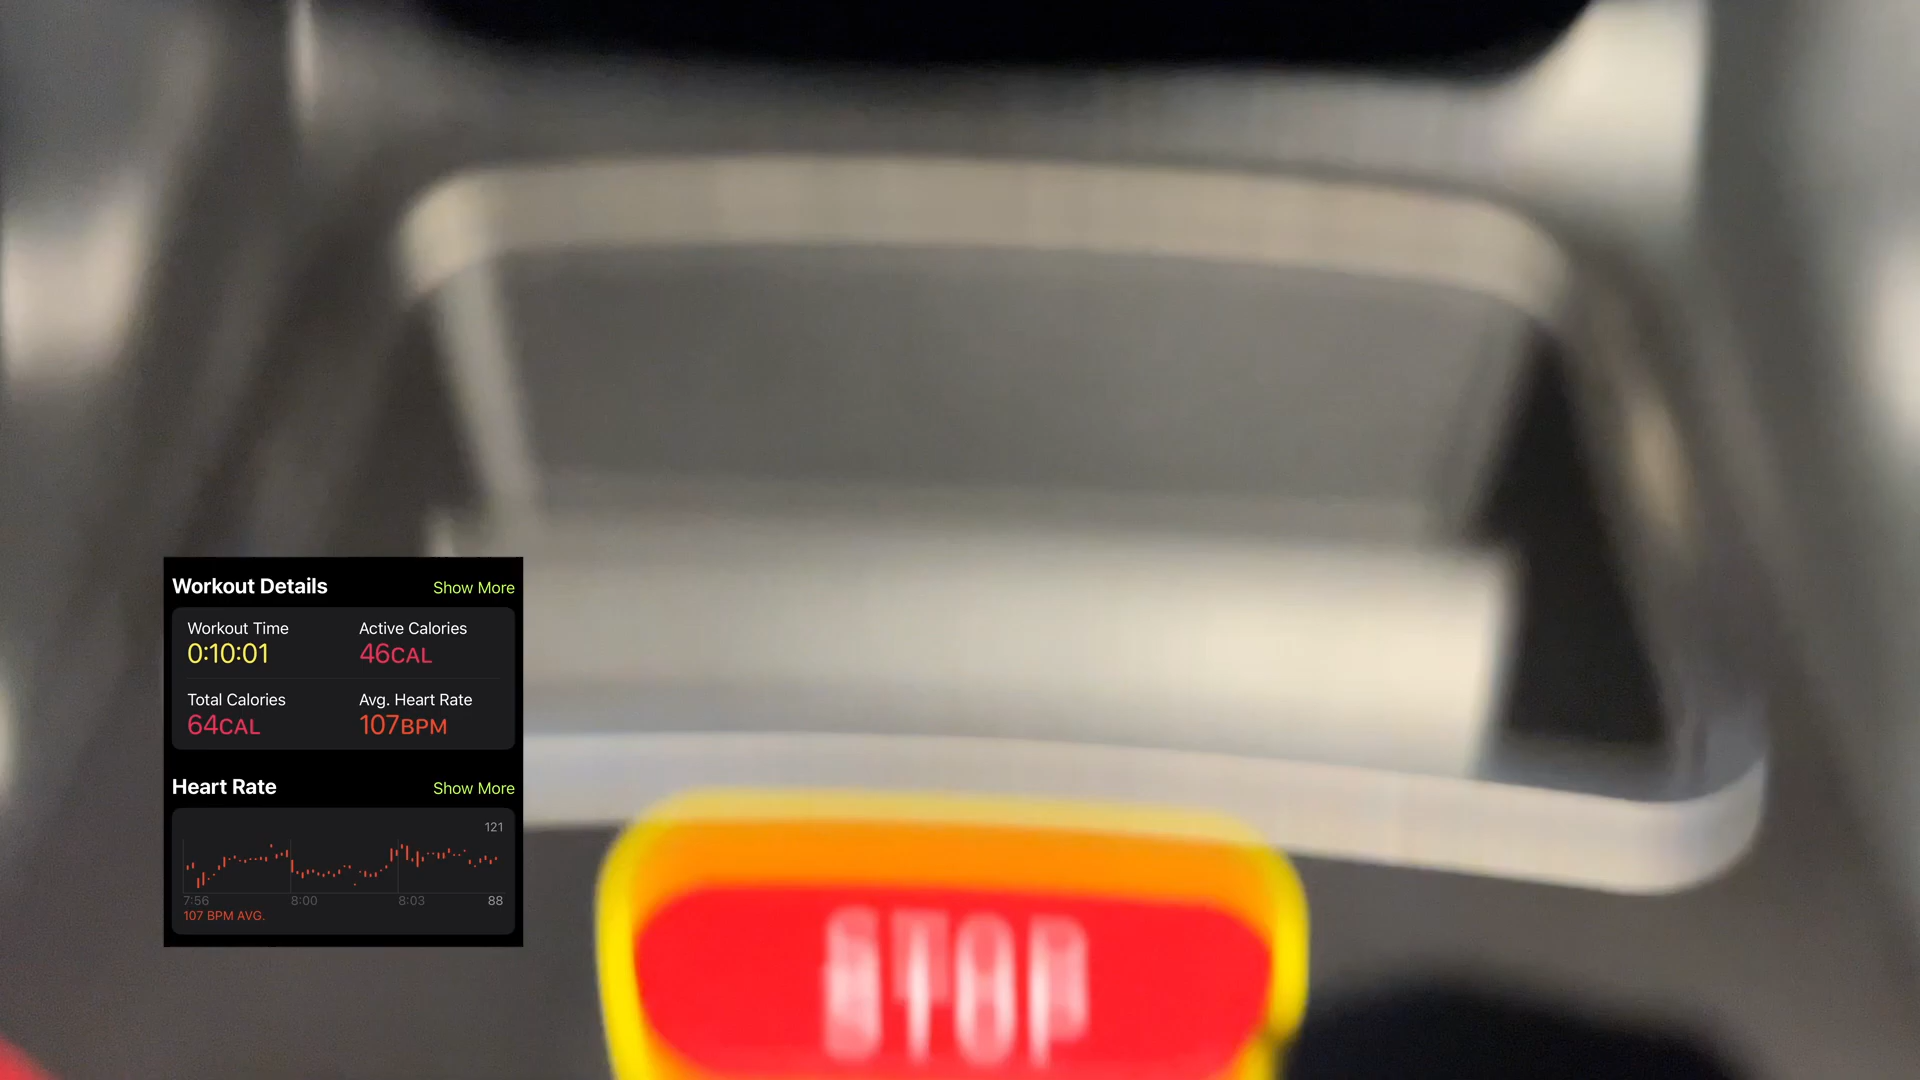 Workout Details
Show More
Workout Time
Active Calories
0:10:01
46CAL
Total Calories
Avg. Heart Rate
64CAL
107BPM
Heart Rate
Show More
121
7:56
8:00
8:03
88
107 BPM AVG.
STOP